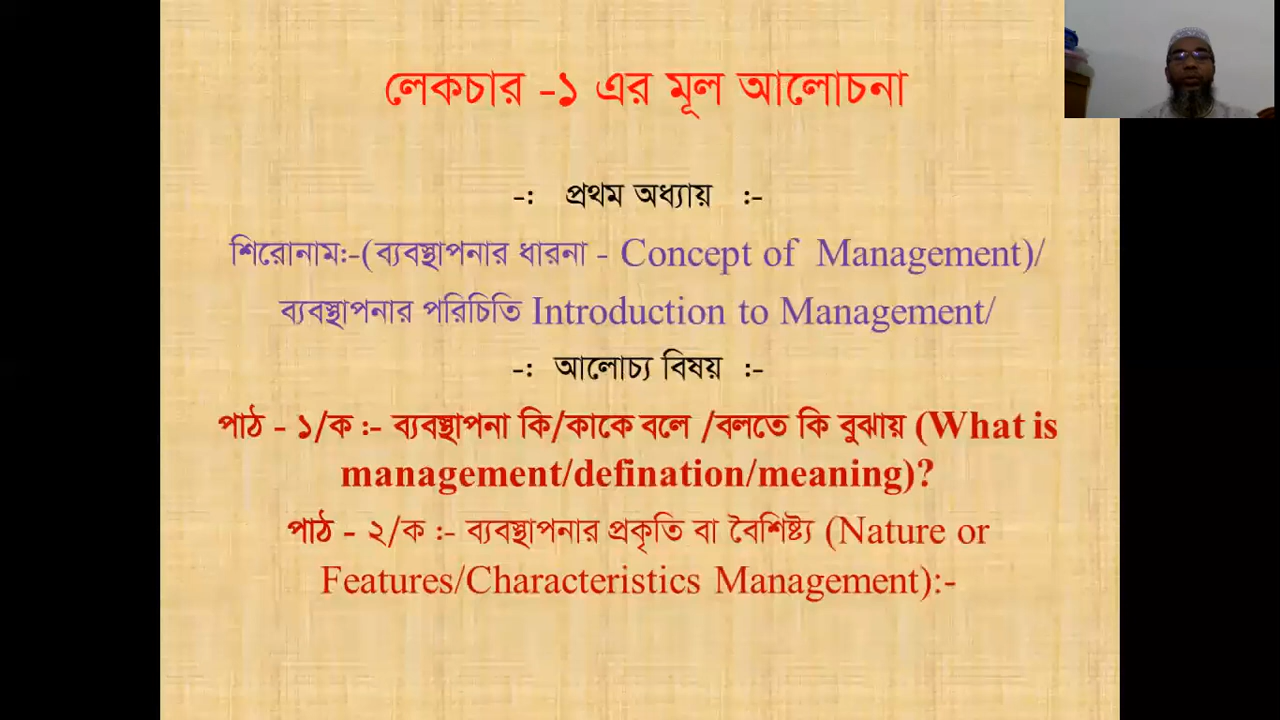 লেকচার -১ এর মূল আলোচনা
-: প্রথম অধ্যায় :-
শিরোনাম:-(ব্যবস্থাপনার ধারনা - Concept of Management)/
ব্যবস্থাপনার পরিচিতি Introduction to Management/
-: আলোচ্য বিষয় :-
পাঠ - ১/ক :- ব্যবস্থাপনা কি/কাকে বলে /বলতে কি বুঝায় (What is
management/defination/meaning)?
পাঠ - ২/ক :- ব্যবস্থাপনার প্রকৃতি বা বৈশিষ্ট্য (Nature or
Features/Characteristics Management):-